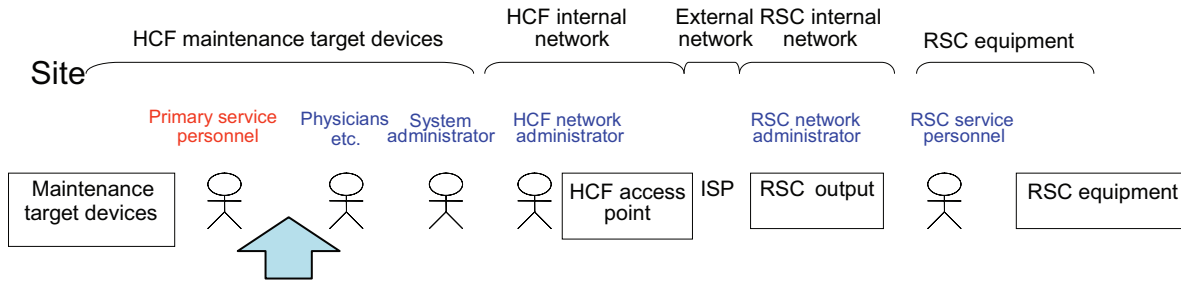 HCF maintenance target devices
HCF internal
network
External
network
RSC internal
network
RSC equipment
Site
Primary service
personnel
Physicians
etc.
System
administrator
HCF network
administrator
RSC network
administrator
RSC service
personnel
Maintenance
target devices
HCF access
point
ISP
RSC output
RSC equipment